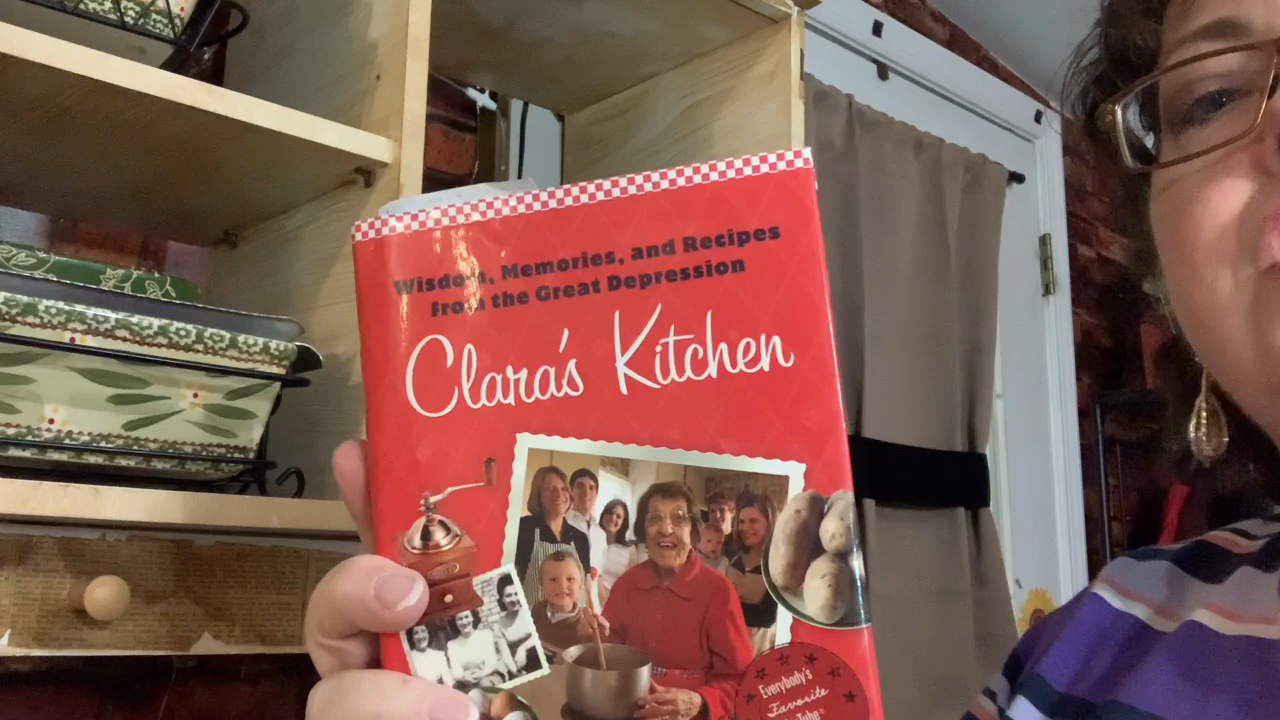 Wisdom, Memories, and Recipes
from the Great Depression
Clara's Kitchen
Everybody's
Favorite